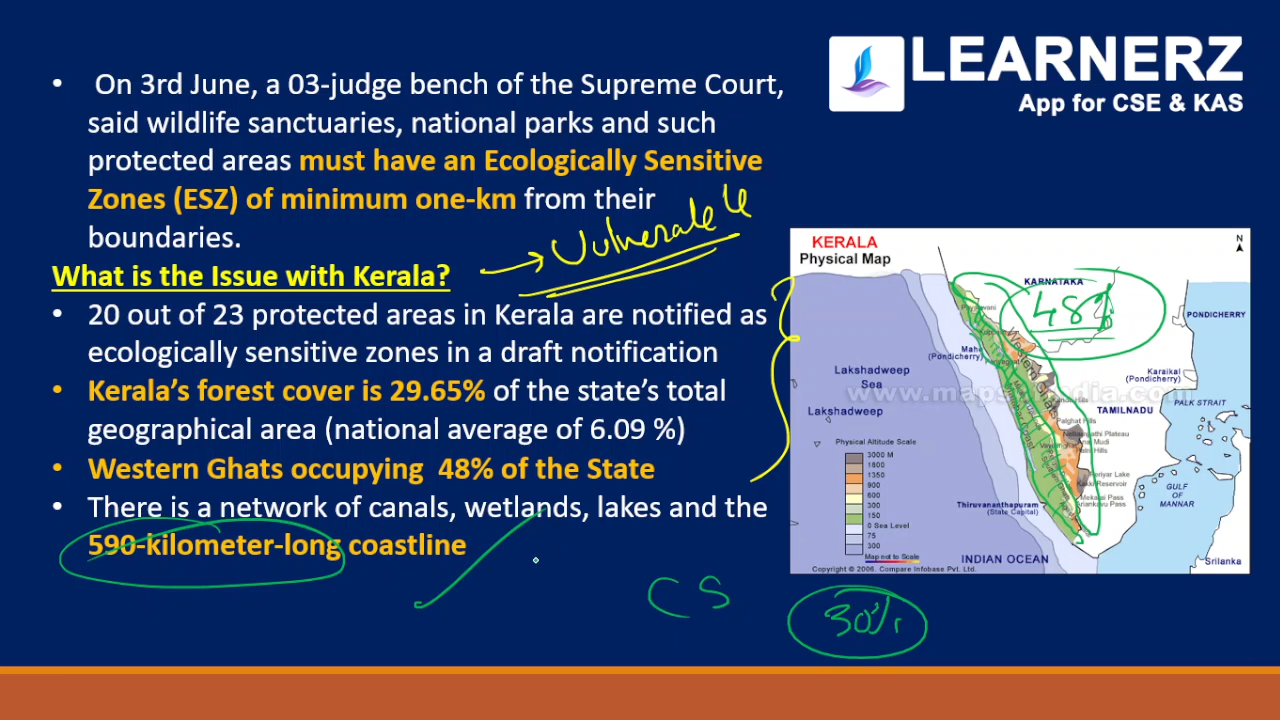 LEARNERZ
App for CSE & KAS
• On 3rd June, a 03-judge bench of the Supreme Court,
said wildlife sanctuaries, national parks and such
protected areas must have an Ecologically Sensitive
Zones (ESZ) of minimum one-km from their
boundaries.
What is the Issue with Kerala?
• 20 out of 23 protected areas in Kerala are notified as
ecologically sensitive zones in a draft notification
• Kerala's forest cover is 29.65% of the state's total
geographical area (national average of 6.09 %)
• Western Ghats occupying 48% of the State
• There is a network of canals, wetlands, lakes and the
590-kilometer-long coastline
CS
30%
KERALA
Physical Map
N
KARNATAKA
48%
PONDICHERRY
Mahe
(Pondicherry)
Western
Lakshadweep
Sea
Karaikal
(Pondicherry)
Lakshadweep
TAMILNADU
PALK STRAIT
Palghat Hills
Physical Altitude Scale
3000 M
1800
1350
900
600
300
150
0 Sea Level
75
300
Map not to Scale
Thiruvananthapuram
(State Capital)
GULF
OF
MANNAR
INDIAN OCEAN
Srilanka
Copyright © 2006. Compare Infobase Pvt. Ltd.